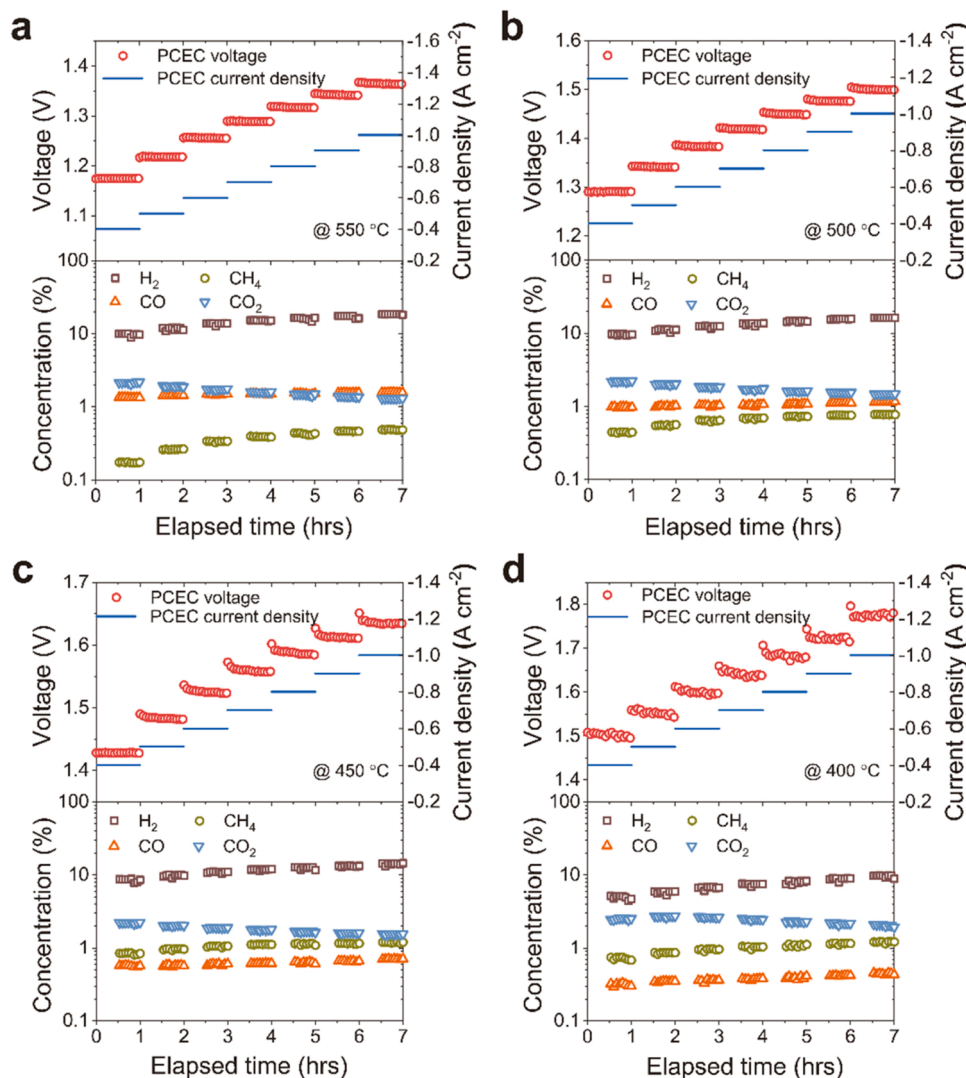 a
PCEC voltage
PCEC current density
@ 550 °C
Voltage (V)
1.4
1.3
1.2
1.1
Current density (A cm⁻²)
-1.6
-1.4
-1.2
-1.0
-0.8
-0.6
-0.4
-0.2
H₂ CH₄
CO CO₂
Concentration (%)
100
10
1
0.1
0 1 2 3 4 5 6 7
Elapsed time (hrs)
b
PCEC voltage
PCEC current density
@ 500 °C
Voltage (V)
1.6
1.5
1.4
1.3
1.2
Current density (A cm⁻²)
-1.4
-1.2
-1.0
-0.8
-0.6
-0.4
-0.2
H₂ CH₄
CO CO₂
Concentration (%)
100
10
1
0.1
0 1 2 3 4 5 6 7
Elapsed time (hrs)
c
PCEC voltage
PCEC current density
@ 450 °C
Voltage (V)
1.7
1.6
1.5
1.4
Current density (A cm⁻²)
-1.4
-1.2
-1.0
-0.8
-0.6
-0.4
-0.2
H₂ CH₄
CO CO₂
Concentration (%)
100
10
1
0.1
0 1 2 3 4 5 6 7
Elapsed time (hrs)
d
PCEC voltage
PCEC current density
@ 400 °C
Voltage (V)
1.8
1.7
1.6
1.5
1.4
Current density (A cm⁻²)
-1.4
-1.2
-1.0
-0.8
-0.6
-0.4
-0.2
H₂ CH₄
CO CO₂
Concentration (%)
100
10
1
0.1
0 1 2 3 4 5 6 7
Elapsed time (hrs)